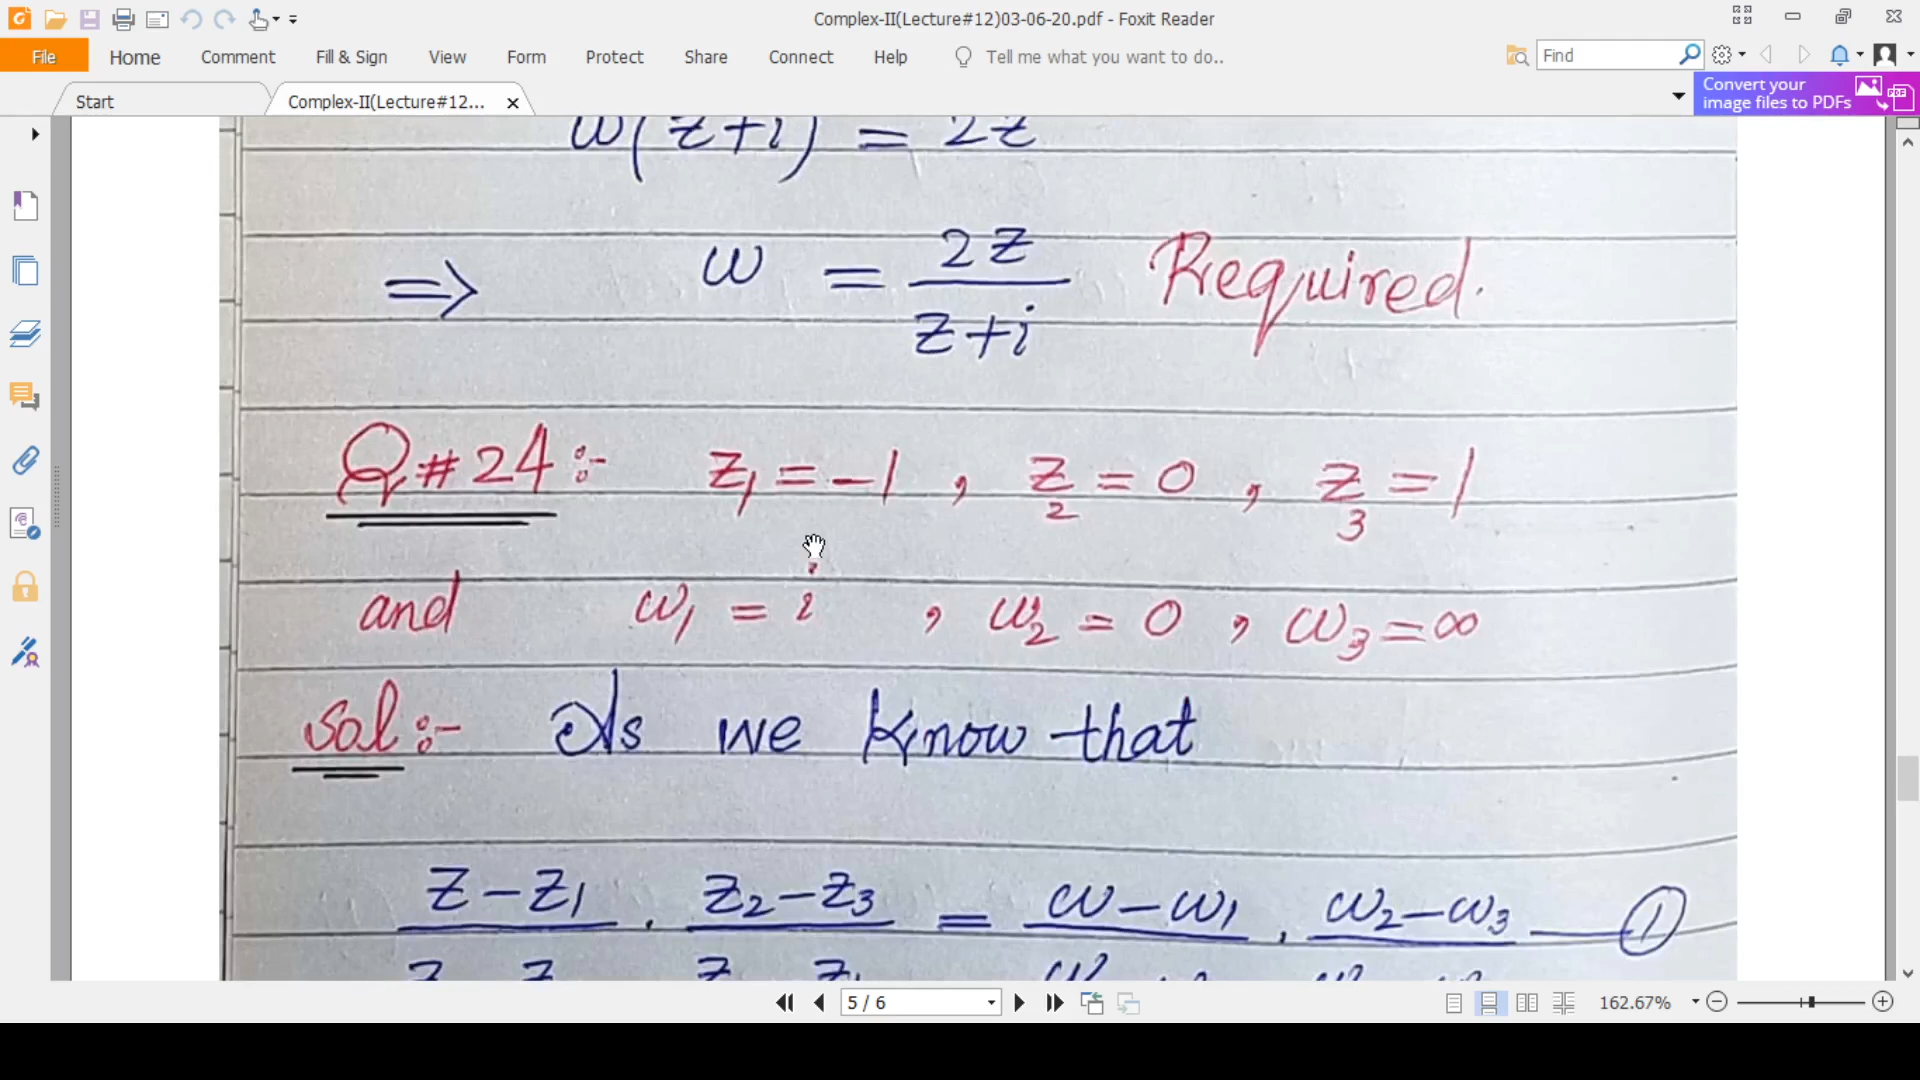 Complex-II(Lecture#12)03-06-20.pdf - Foxit Reader
File Home Comment Fill & Sign View Form Protect Share Connect Help Tell me what you want to do.. Find
Start Complex-II(Lecture#12... Convert your
image files to PDFs
w(z+i) = 2z
⇒ w = 2z/(z+i) Required.
Q#24:- z₁ = -1 , z₂ = 0 , z₃ = 1
and w₁ = i , w₂ = 0 , w₃ = ∞
Sol:- As we know that
z-z₁ . z₂-z₃ = w-w₁ . w₂-w₃ — ①
5 / 6 162.67%